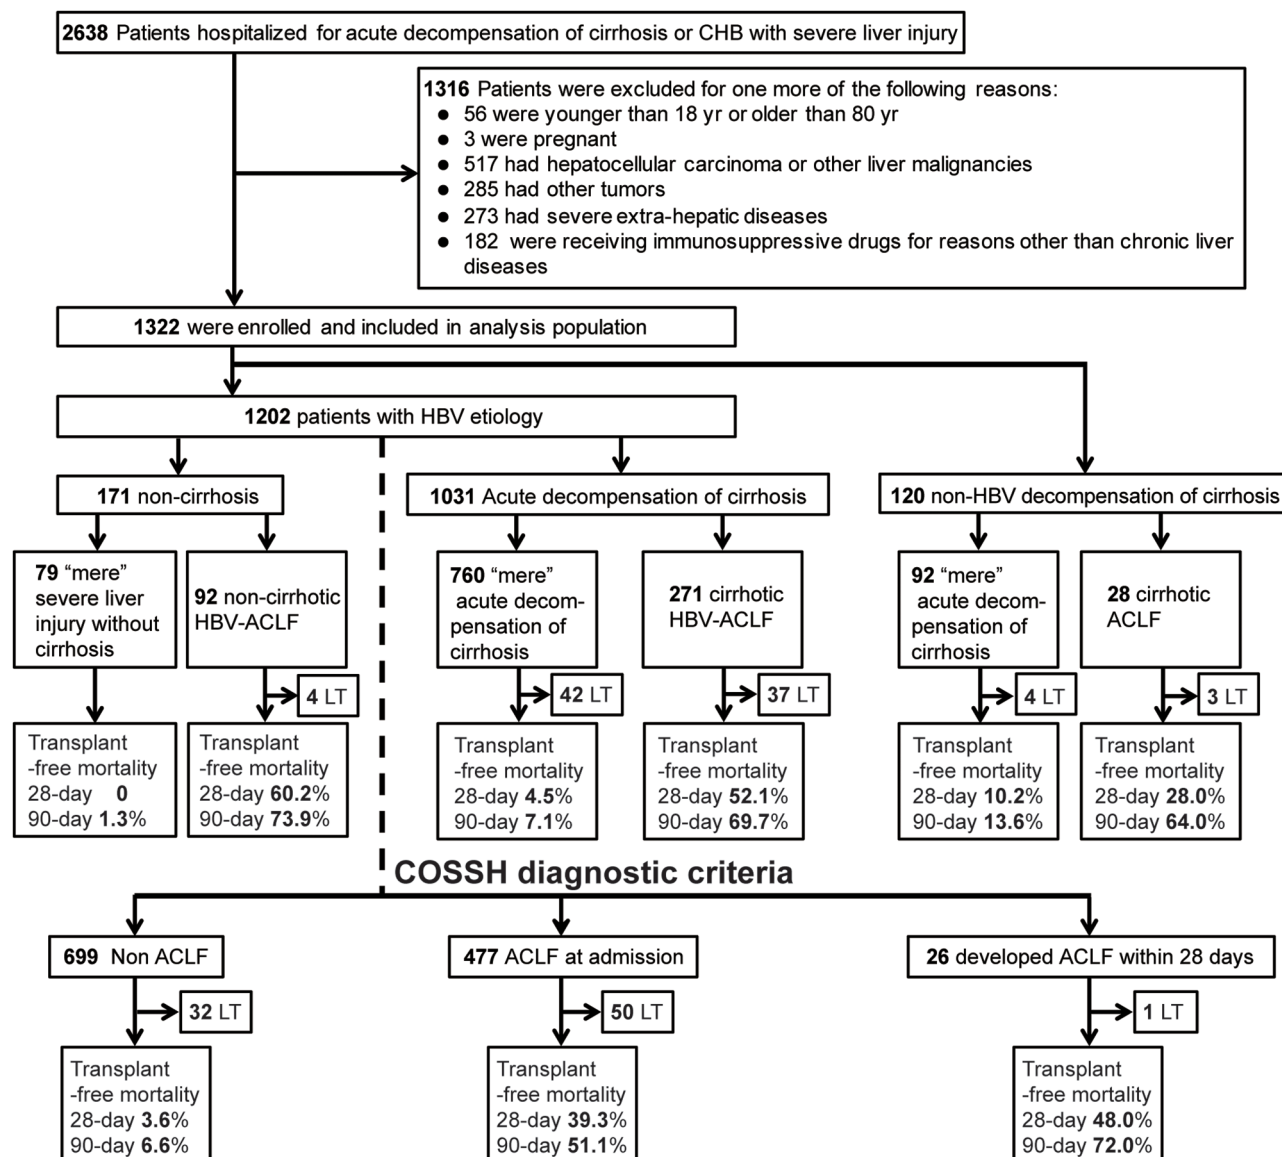 2638 Patients hospitalized for acute decompensation of cirrhosis or CHB with severe liver injury
1316 Patients were excluded for one more of the following reasons:
● 56 were younger than 18 yr or older than 80 yr
● 3 were pregnant
● 517 had hepatocellular carcinoma or other liver malignancies
● 285 had other tumors
● 273 had severe extra-hepatic diseases
● 182 were receiving immunosuppressive drugs for reasons other than chronic liver
diseases
1322 were enrolled and included in analysis population
1202 patients with HBV etiology
171 non-cirrhosis
1031 Acute decompensation of cirrhosis
120 non-HBV decompensation of cirrhosis
79 “mere”
severe liver
injury without
cirrhosis
92 non-cirrhotic
HBV-ACLF
760 “mere”
acute decom-
pensation of
cirrhosis
271 cirrhotic
HBV-ACLF
92 “mere”
acute decom-
pensation of
cirrhosis
28 cirrhotic
ACLF
4 LT
42 LT
37 LT
4 LT
3 LT
Transplant
-free mortality
28-day 0
90-day 1.3%
Transplant
-free mortality
28-day 60.2%
90-day 73.9%
Transplant
-free mortality
28-day 4.5%
90-day 7.1%
Transplant
-free mortality
28-day 52.1%
90-day 69.7%
Transplant
-free mortality
28-day 10.2%
90-day 13.6%
Transplant
-free mortality
28-day 28.0%
90-day 64.0%
COSSH diagnostic criteria
699 Non ACLF
477 ACLF at admission
26 developed ACLF within 28 days
32 LT
50 LT
1 LT
Transplant
-free mortality
28-day 3.6%
90-day 6.6%
Transplant
-free mortality
28-day 39.3%
90-day 51.1%
Transplant
-free mortality
28-day 48.0%
90-day 72.0%